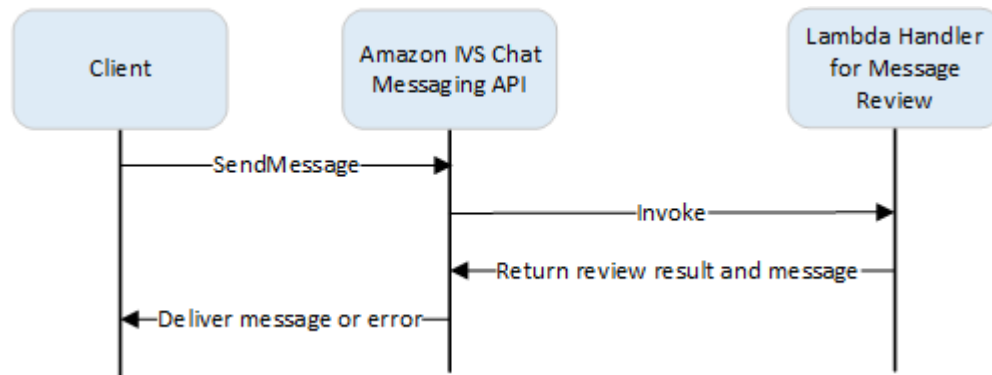 Client
Amazon IVS Chat
Messaging API
Lambda Handler
for Message
Review
SendMessage
Invoke
Return review result and message
Deliver message or error